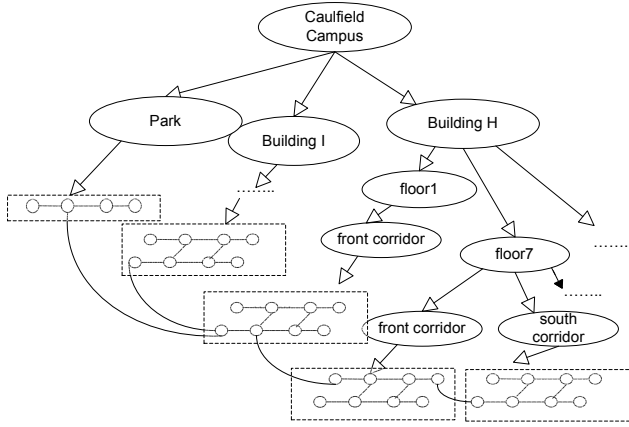 Caulfield
Campus
Park
Building I
Building H
........
floor1
front corridor
floor7
........
........
front corridor
south
corridor